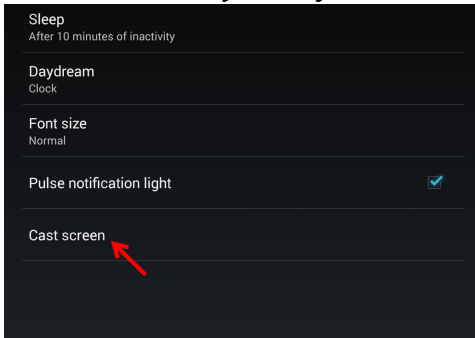 Sleep
After 10 minutes of inactivity
Daydream
Clock
Font size
Normal
Pulse notification light
Cast screen